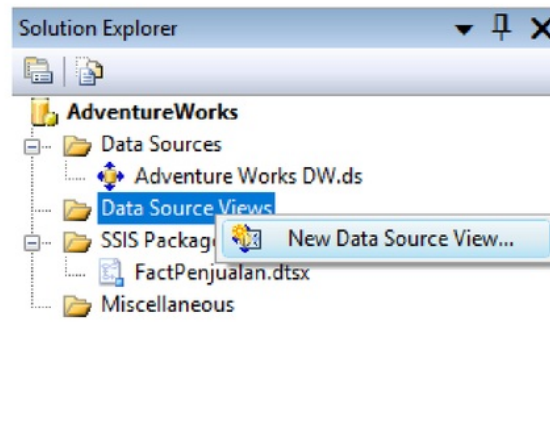 Solution Explorer
AdventureWorks
Data Sources
Adventure Works DW.ds
Data Source Views
New Data Source View...
SSIS Packag
FactPenjualan.dtsx
Miscellaneous